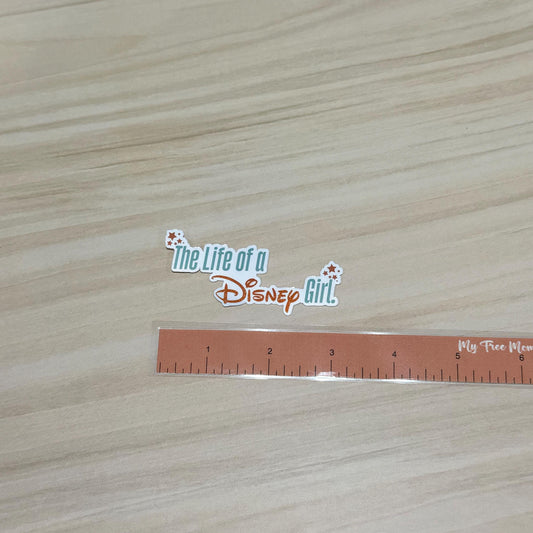 The Life of a
Disney Girl.
My Free Mom
1 2 3 4 5 6